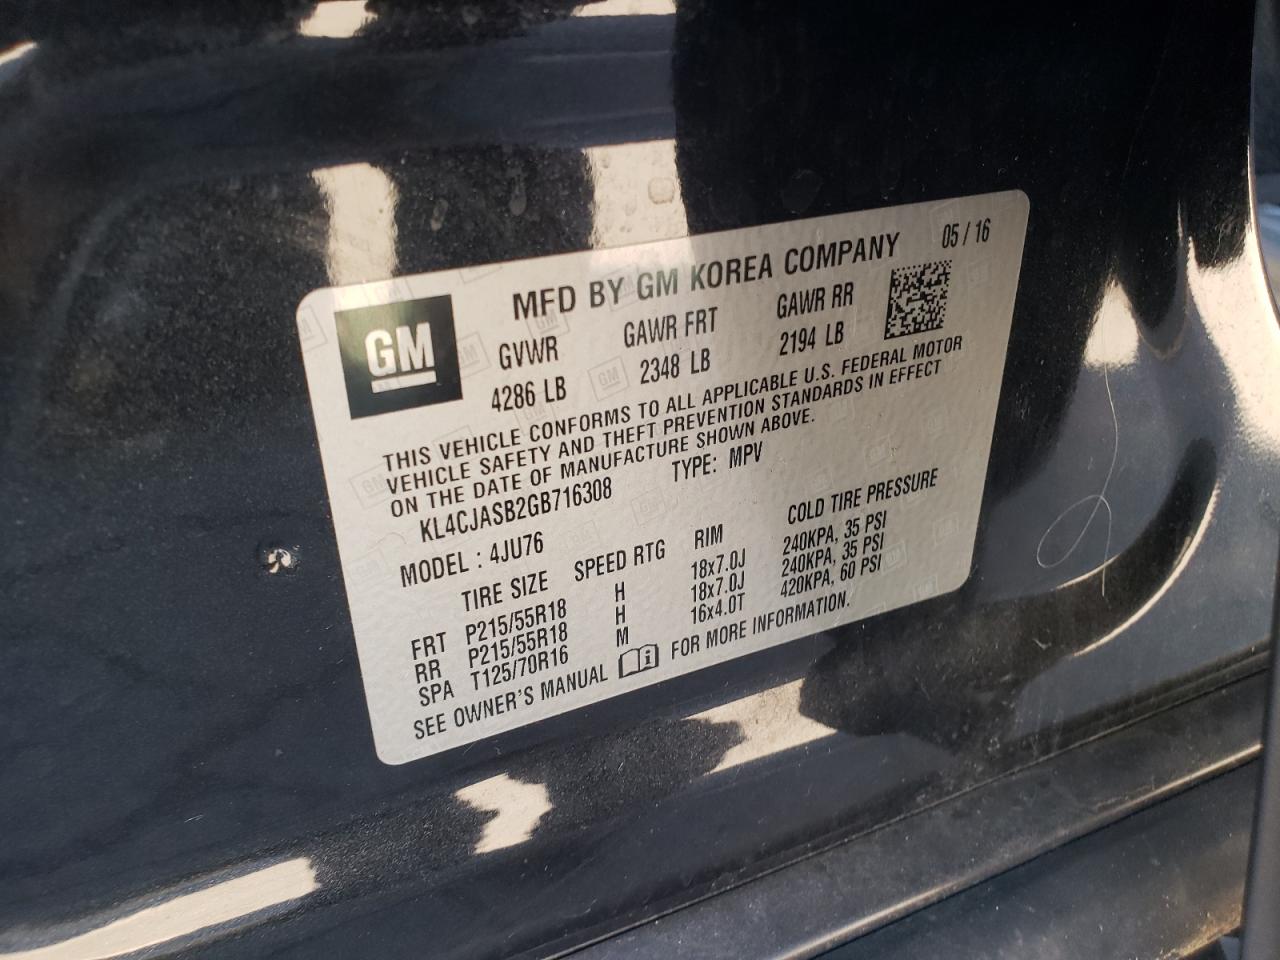 MFD BY GM KOREA COMPANY 05 / 16
GM
GVWR GAWR FRT GAWR RR
4286 LB 2348 LB 2194 LB
THIS VEHICLE CONFORMS TO ALL APPLICABLE U.S. FEDERAL MOTOR
VEHICLE SAFETY AND THEFT PREVENTION STANDARDS IN EFFECT
ON THE DATE OF MANUFACTURE SHOWN ABOVE.
KL4CJASB2GB716308 TYPE: MPV
MODEL : 4JU76
TIRE SIZE SPEED RTG RIM COLD TIRE PRESSURE
FRT P215/55R18 H 18x7.0J 240KPA, 35 PSI
RR P215/55R18 H 18x7.0J 240KPA, 35 PSI
SPA T125/70R16 M 16x4.0T 420KPA, 60 PSI
SEE OWNER'S MANUAL FOR MORE INFORMATION.